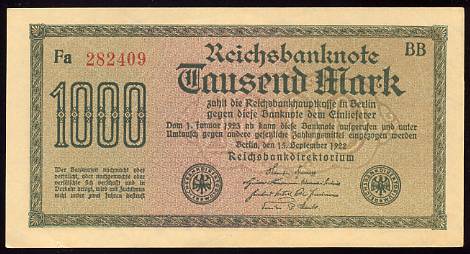 Fa 282409
BB
Reichsbanknote
Tausend Mark
1000
zahlt die Reichsbankhauptkasse in Berlin
gegen diese Banknote dem Einlieferer
Vom 1. Januar 1923 ab kann diese Banknote aufgerufen und unter
Umtausch gegen andere gesetzliche Zahlungsmittel eingezogen werden
Berlin, den 15. September 1922
Reichsbankdirektorium
Wer Banknoten nachmacht oder
verfälscht, oder nachgemachte oder
verfälschte sich verschafft und in
Verkehr bringt, wird mit Zuchthaus
nicht unter zwei Jahren bestraft